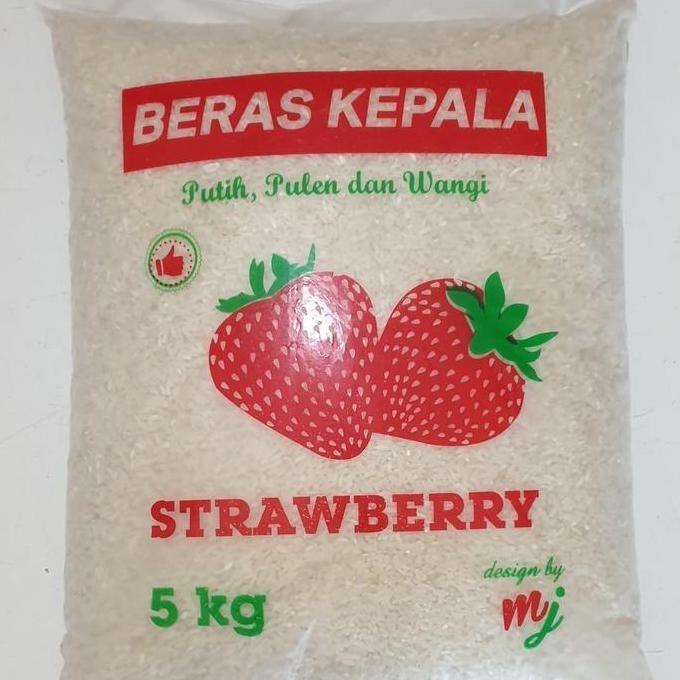 BERAS KEPALA
Putih, Pulen dan Wangi
STRAWBERRY
5 kg
design by
mj